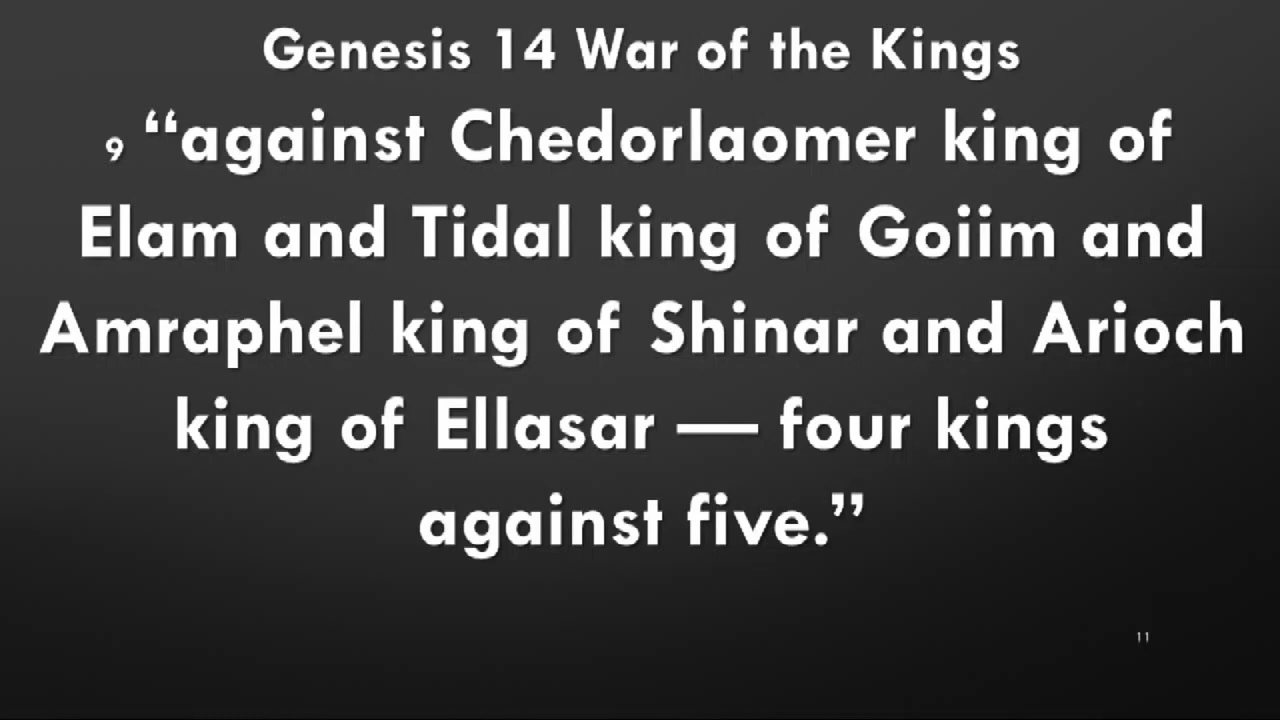 Genesis 14 War of the Kings
9 “against Chedorlaomer king of
Elam and Tidal king of Goiim and
Amraphel king of Shinar and Arioch
king of Ellasar — four kings
against five.”
11